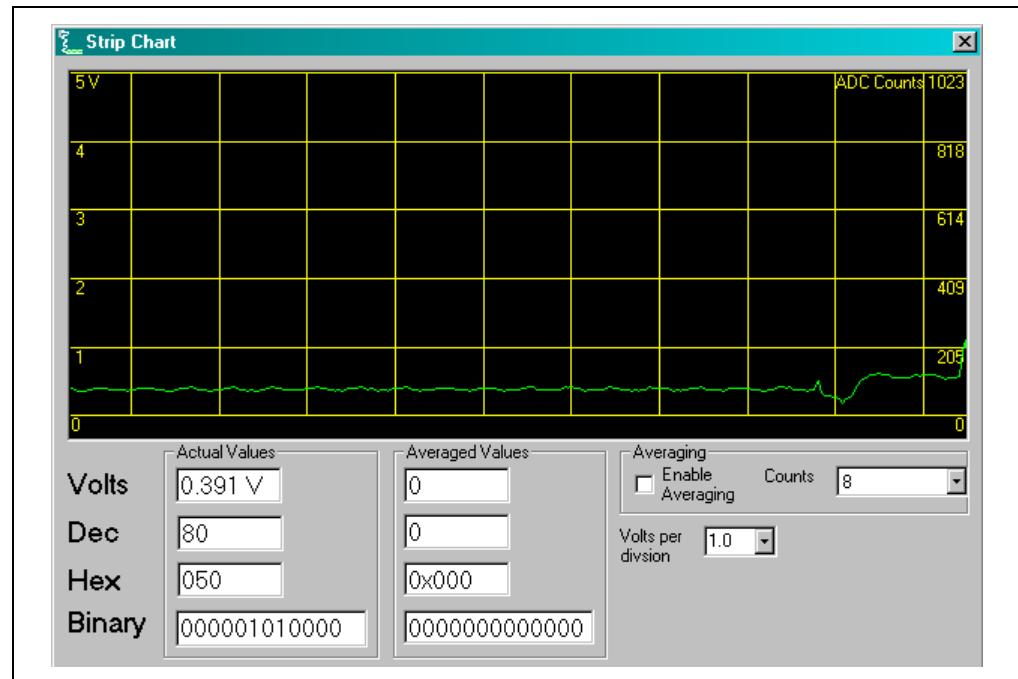 Strip Chart
5 V ADC Counts 1023
4 818
3 614
2 409
1 205
0 0
Actual Values Averaged Values Averaging
Volts 0.391 V 0 Enable Averaging Counts 8
Dec 80 0 Volts per divsion 1.0
Hex 050 0x000
Binary 000001010000 0000000000000